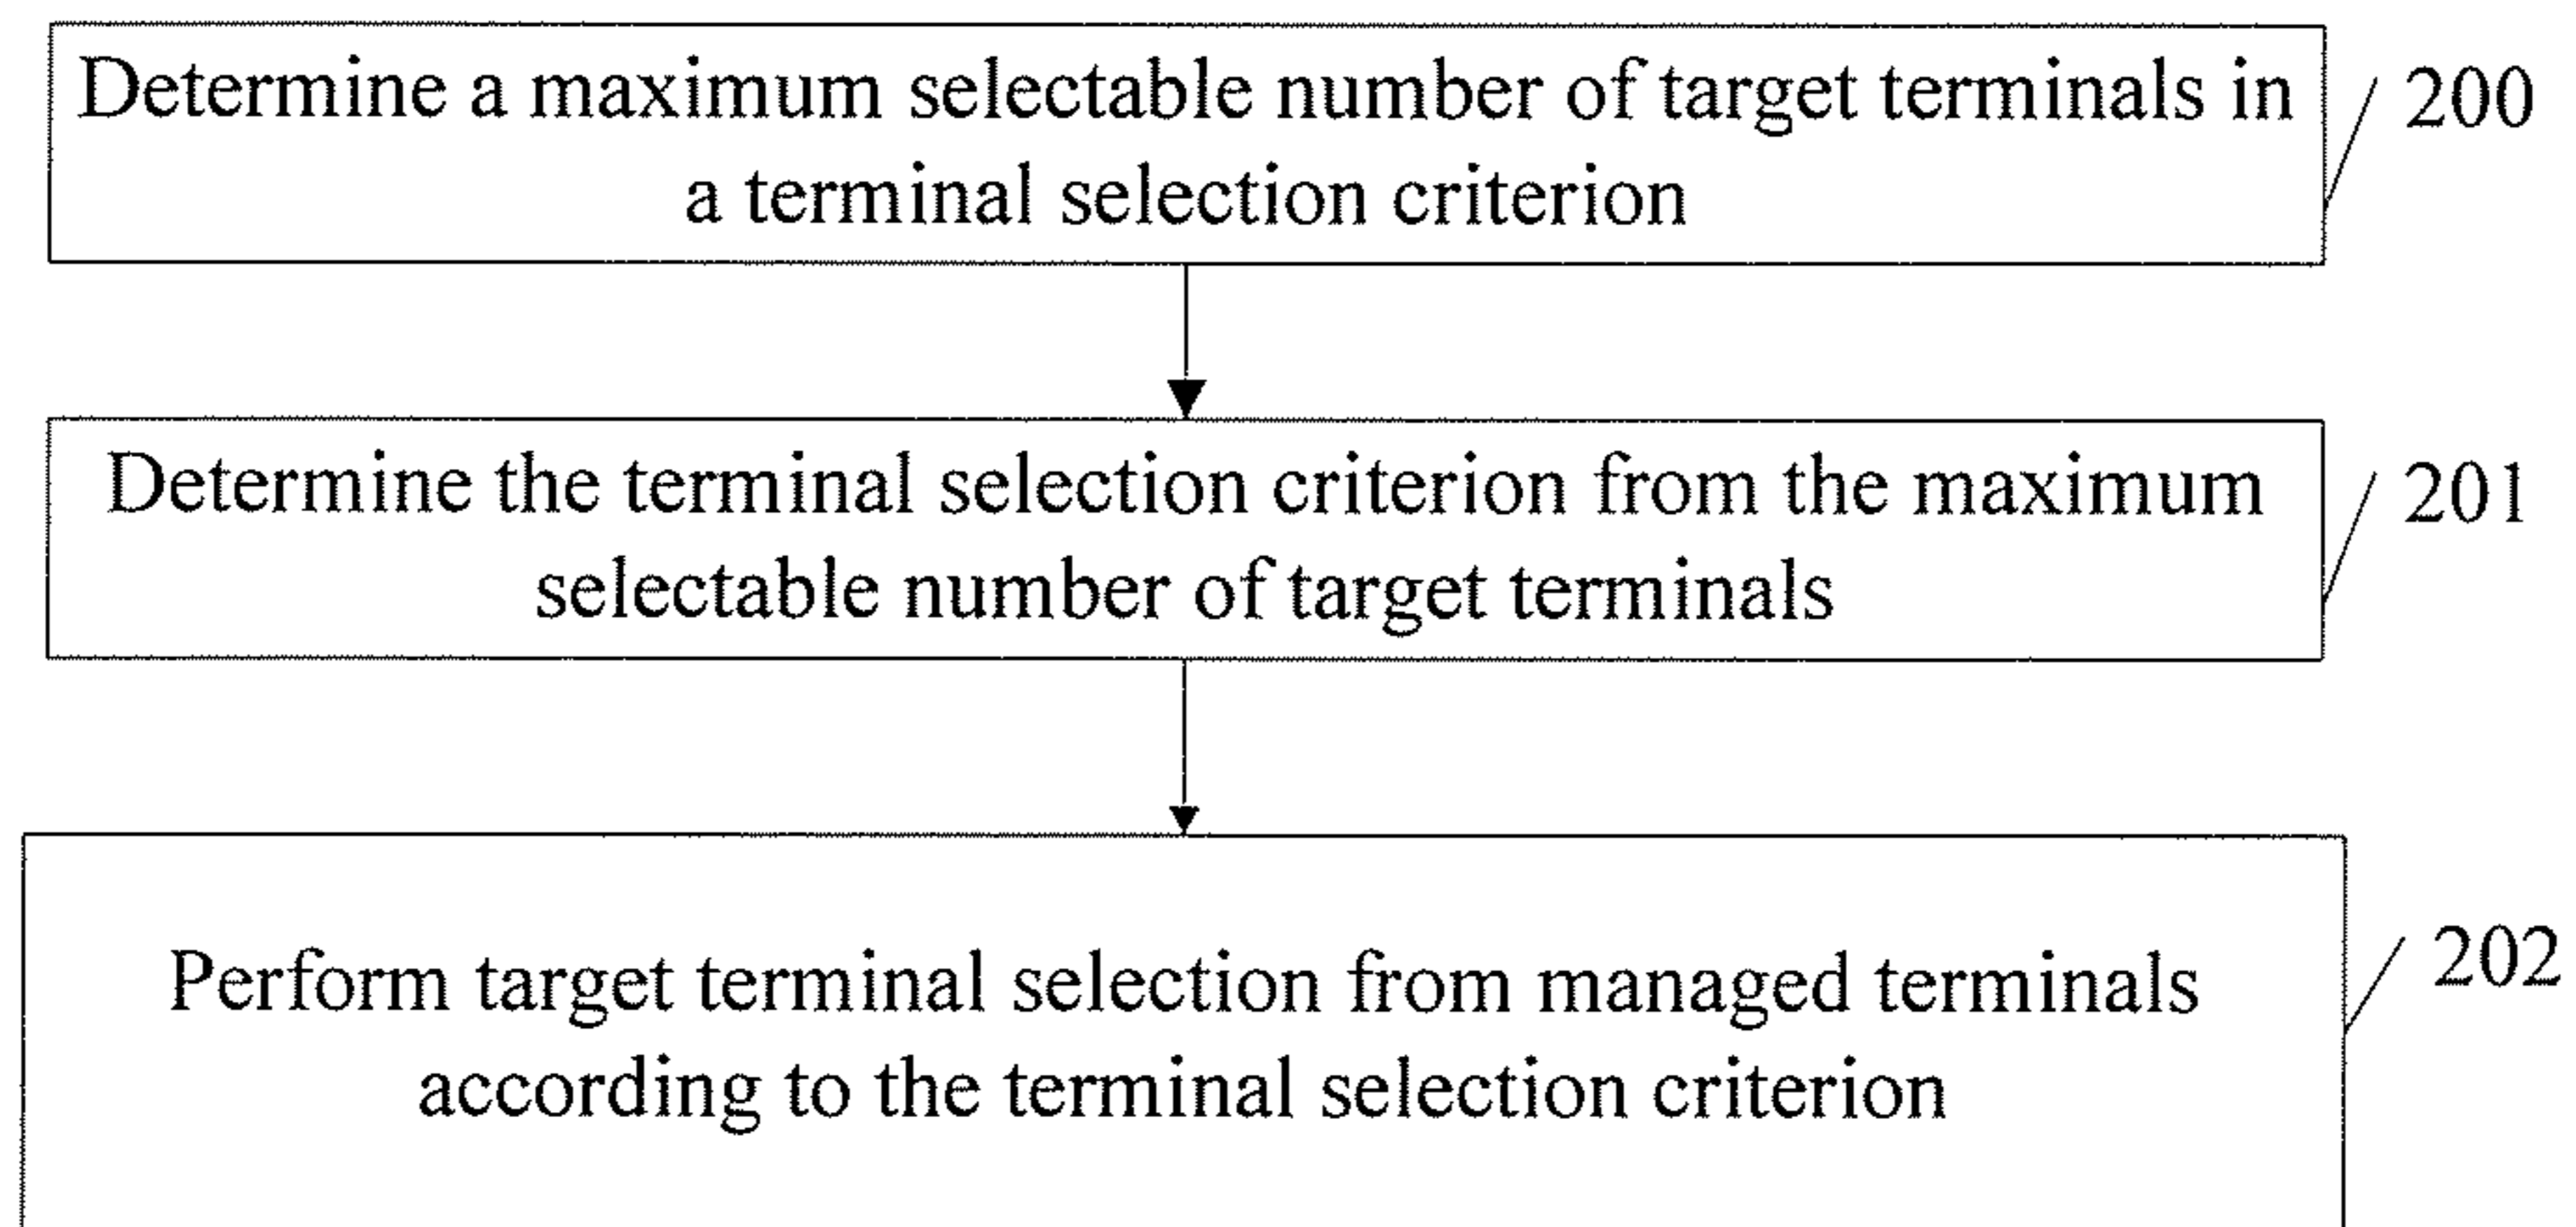 Determine a maximum selectable number of target terminals in
a terminal selection criterion
200
Determine the terminal selection criterion from the maximum
selectable number of target terminals
201
Perform target terminal selection from managed terminals
according to the terminal selection criterion
202